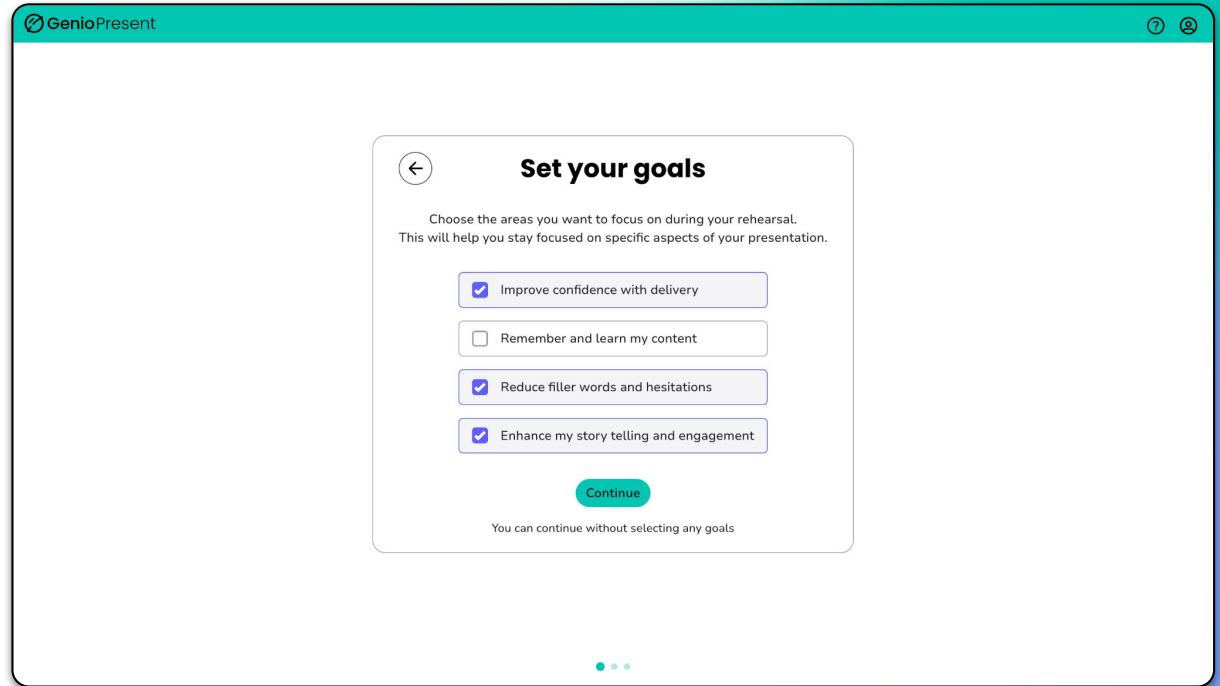 GenioPresent
Set your goals
Choose the areas you want to focus on during your rehearsal.
This will help you stay focused on specific aspects of your presentation.
Improve confidence with delivery
Remember and learn my content
Reduce filler words and hesitations
Enhance my story telling and engagement
Continue
You can continue without selecting any goals